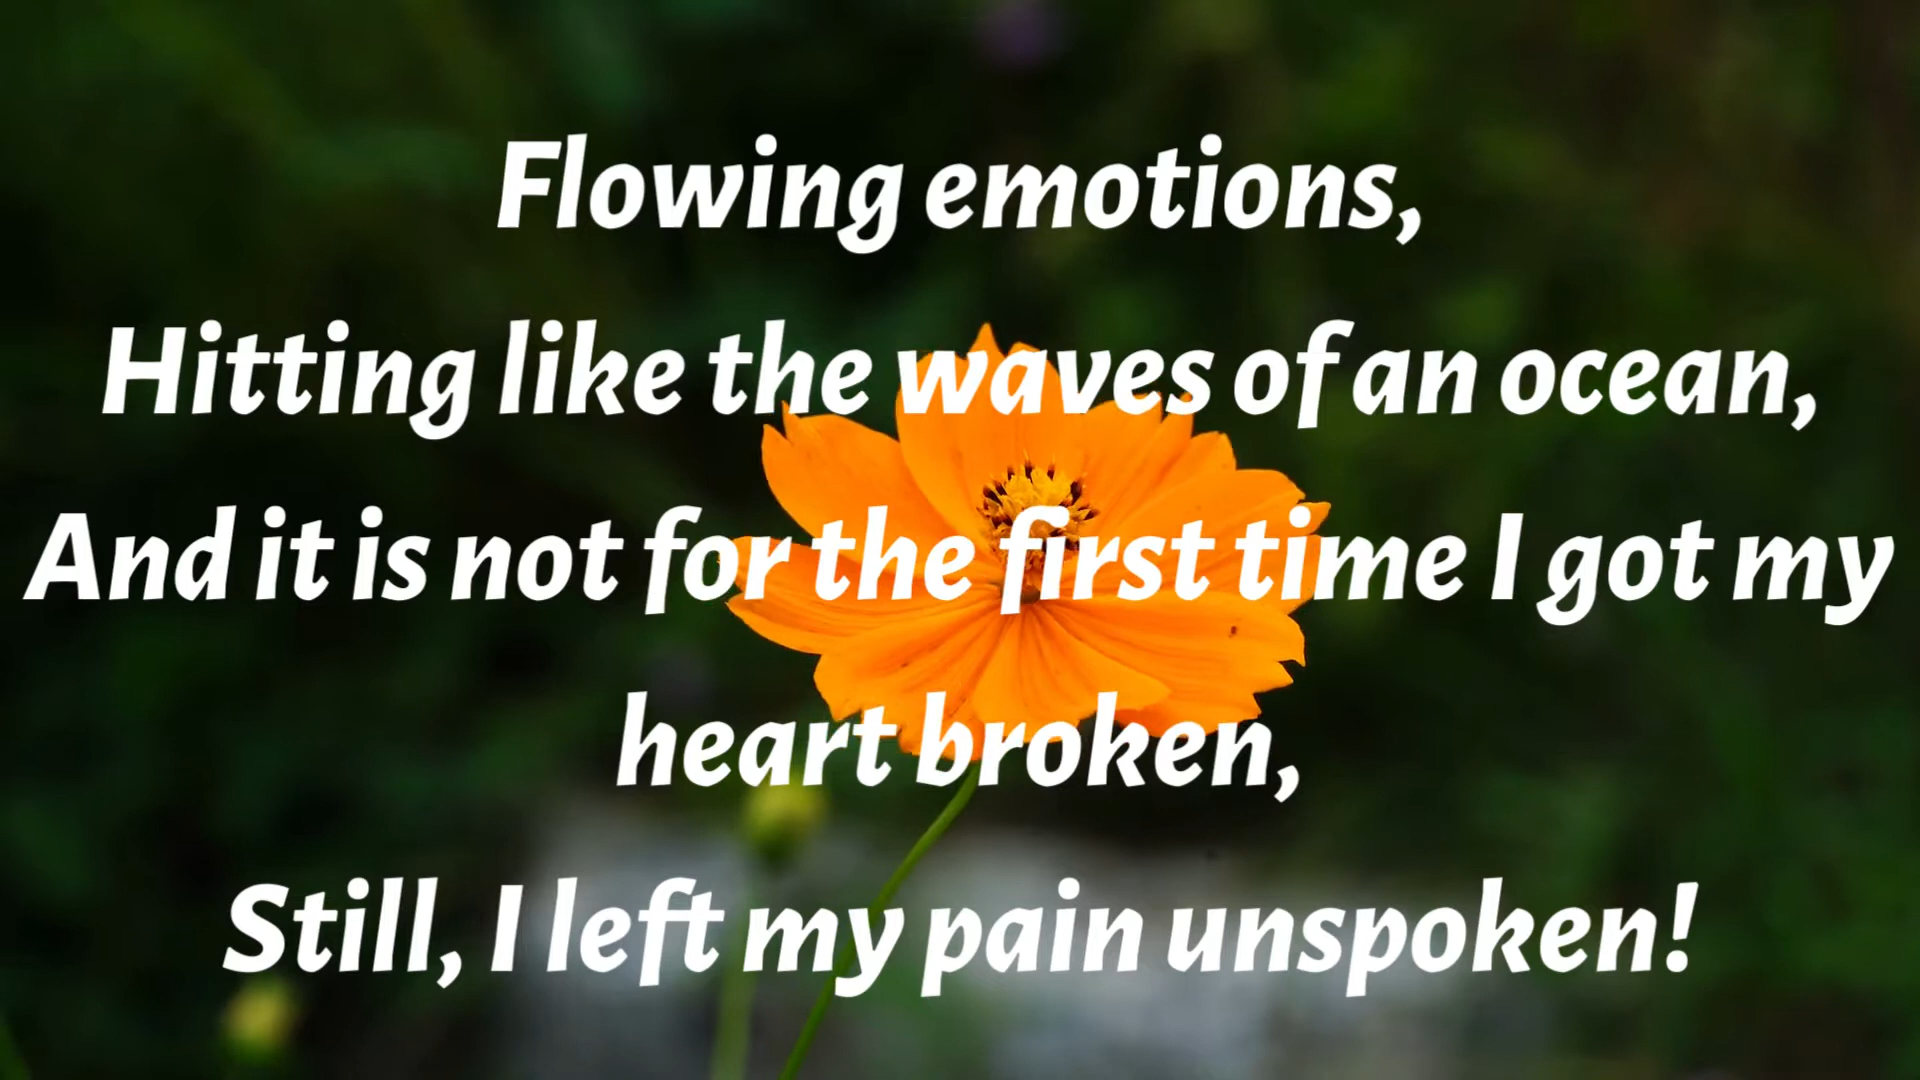 Flowing emotions,
Hitting like the waves of an ocean,
And it is not for the first time I got my
heart broken,
Still, I left my pain unspoken!